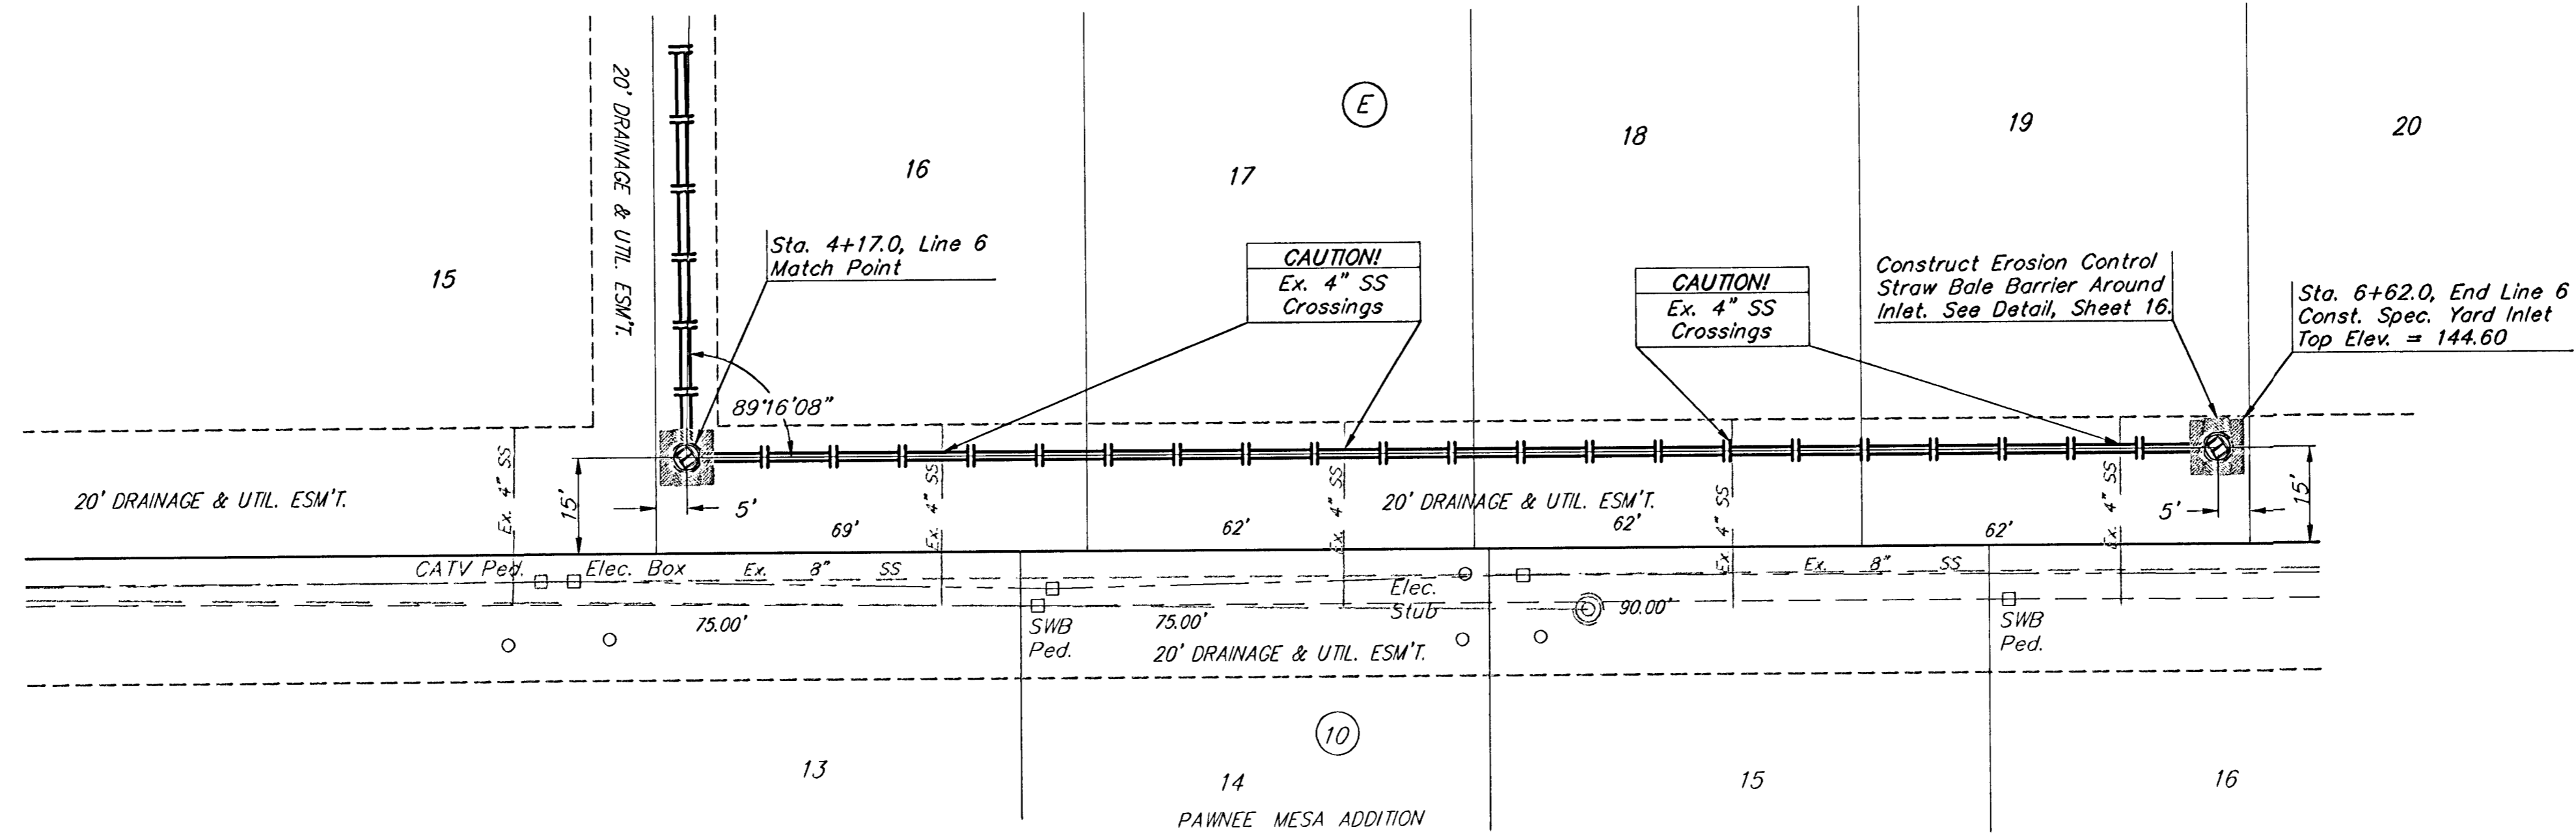 20' DRAINAGE & UTIL. ESM'T.
E
15
16
17
18
19
20
Sta. 4+17.0, Line 6
Match Point
CAUTION!
Ex. 4" SS
Crossings
CAUTION!
Ex. 4" SS
Crossings
Construct Erosion Control
Straw Bale Barrier Around
Inlet. See Detail, Sheet 16.
Sta. 6+62.0, End Line 6
Const. Spec. Yard Inlet
Top Elev. = 144.60
89°16'08"
20' DRAINAGE & UTIL. ESM'T.
Ex. 4" SS
15'
5'
69'
Ex. 4" SS
62'
Ex. 4" SS
20' DRAINAGE & UTIL. ESM'T.
62'
Ex. 4" SS
62'
Ex. 4" SS
5'
15'
CATV Ped.
Elec. Box
Ex. 8" SS
Elec.
Stub
Ex. 8" SS
75.00'
SWB
Ped.
75.00'
90.00'
SWB
Ped.
20' DRAINAGE & UTIL. ESM'T.
10
13
14
15
16
PAWNEE MESA ADDITION